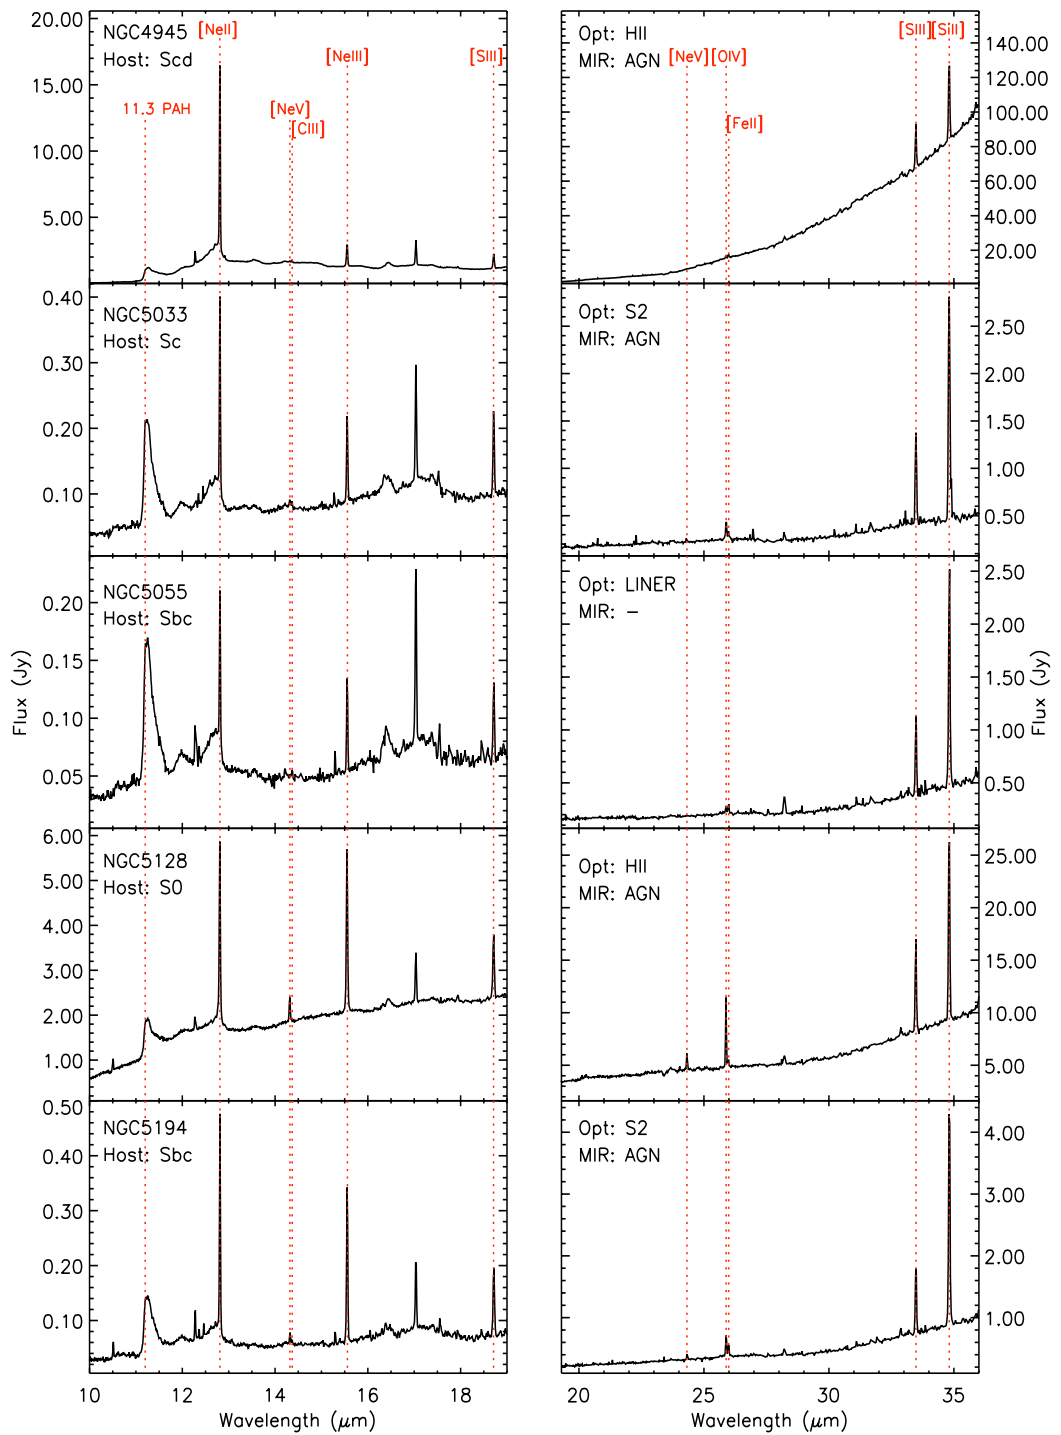 NGC4945
Host: Scd
[NeII]
[NeIII]
[SIII]
11.3 PAH
[NeV]
[ClII]
20.00
15.00
10.00
5.00
Opt: HII
MIR: AGN
[NeV]
[OIV]
[FeII]
[SIII]
[SiII]
140.00
120.00
100.00
80.00
60.00
40.00
20.00
NGC5033
Host: Sc
0.40
0.30
0.20
0.10
Opt: S2
MIR: AGN
2.50
2.00
1.50
1.00
0.50
NGC5055
Host: Sbc
0.20
0.15
0.10
0.05
Flux (Jy)
Opt: LINER
MIR: –
2.50
2.00
1.00
0.50
Flux (Jy)
NGC5128
Host: S0
6.00
5.00
4.00
3.00
2.00
1.00
Opt: HII
MIR: AGN
25.00
20.00
15.00
10.00
5.00
NGC5194
Host: Sbc
0.50
0.40
0.30
0.20
0.10
Opt: S2
MIR: AGN
4.00
3.00
2.00
1.00
10 12 14 16 18
Wavelength (μm)
20 25 30 35
Wavelength (μm)